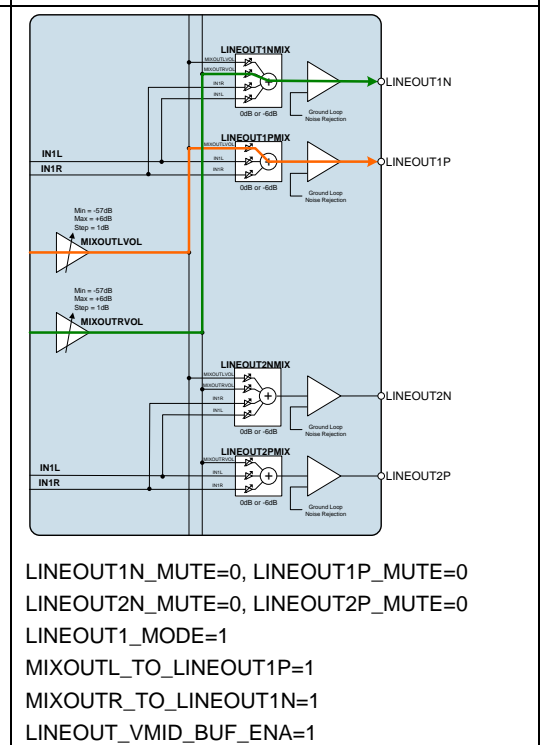 LINEOUT1NMIX
MIXOUTLVOL
MIXOUTRVOL
IN1R
IN1L
LINEOUT1N
0dB or -6dB
Ground Loop
Noise Rejection
LINEOUT1PMIX
MIXOUTLVOL
IN1L
IN1R
LINEOUT1P
0dB or -6dB
Ground Loop
Noise Rejection
IN1L
IN1R
Min = -57dB
Max = +6dB
Step = 1dB
MIXOUTLVOL
Min = -57dB
Max = +6dB
Step = 1dB
MIXOUTRVOL
LINEOUT2NMIX
MIXOUTLVOL
MIXOUTRVOL
IN1R
IN1L
LINEOUT2N
0dB or -6dB
Ground Loop
Noise Rejection
LINEOUT2PMIX
MIXOUTRVOL
IN1L
IN1R
LINEOUT2P
0dB or -6dB
Ground Loop
Noise Rejection
IN1L
IN1R
LINEOUT1N_MUTE=0, LINEOUT1P_MUTE=0
LINEOUT2N_MUTE=0, LINEOUT2P_MUTE=0
LINEOUT1_MODE=1
MIXOUTL_TO_LINEOUT1P=1
MIXOUTR_TO_LINEOUT1N=1
LINEOUT_VMID_BUF_ENA=1